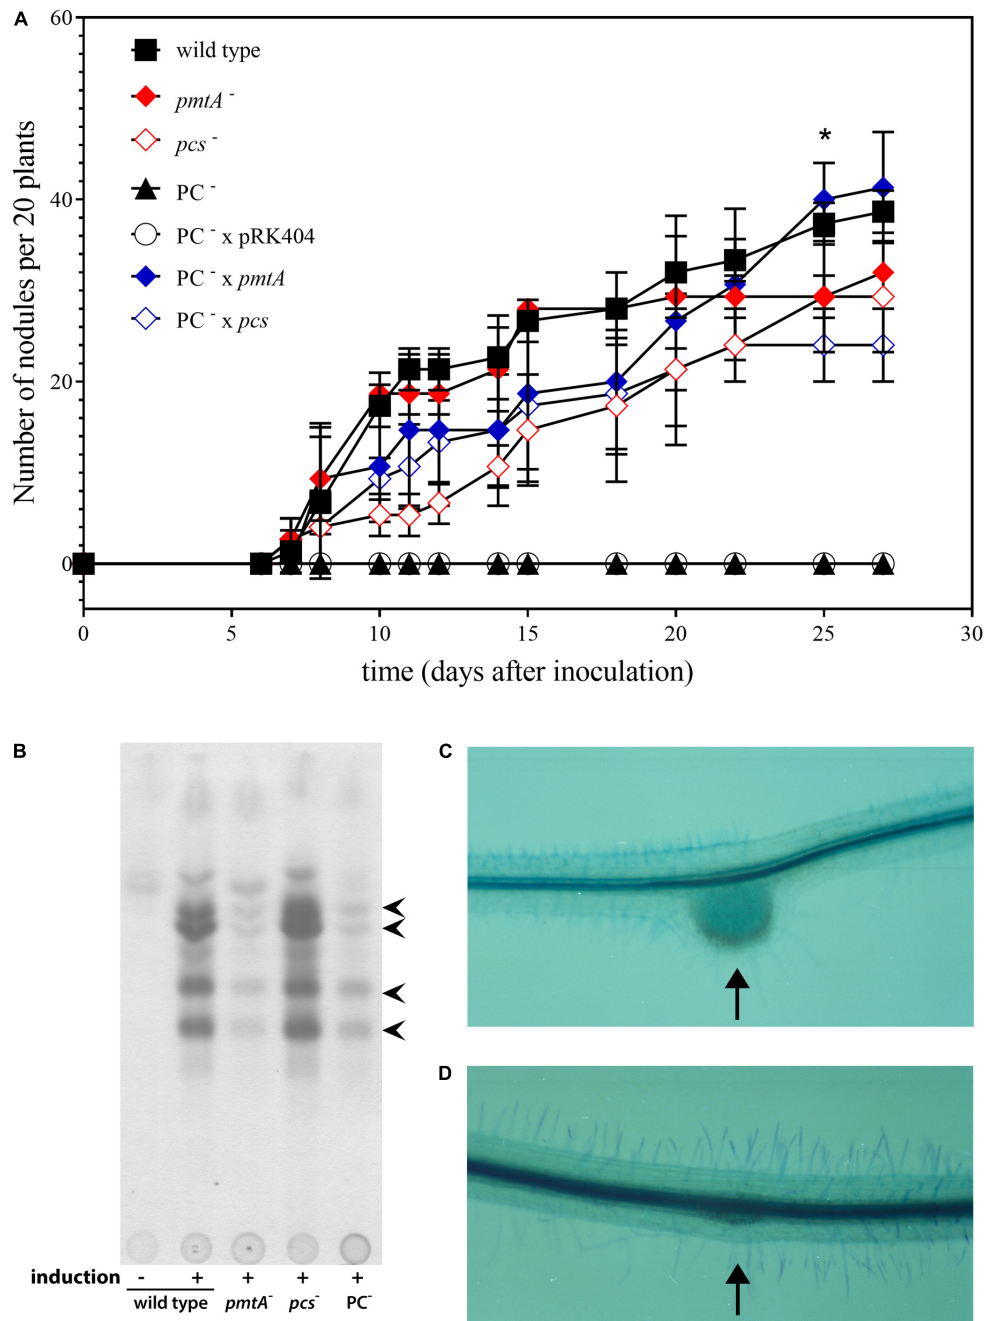 A
60
40
20
0
Number of nodules per 20 plants
wild type
pmtA -
pcs -
PC -
PC - x pRK404
PC - x pmtA
PC - x pcs
*
0 5 10 15 20 25 30
time (days after inoculation)
B
induction - + + + +
wild type pmtA- pcs- PC-
C
D